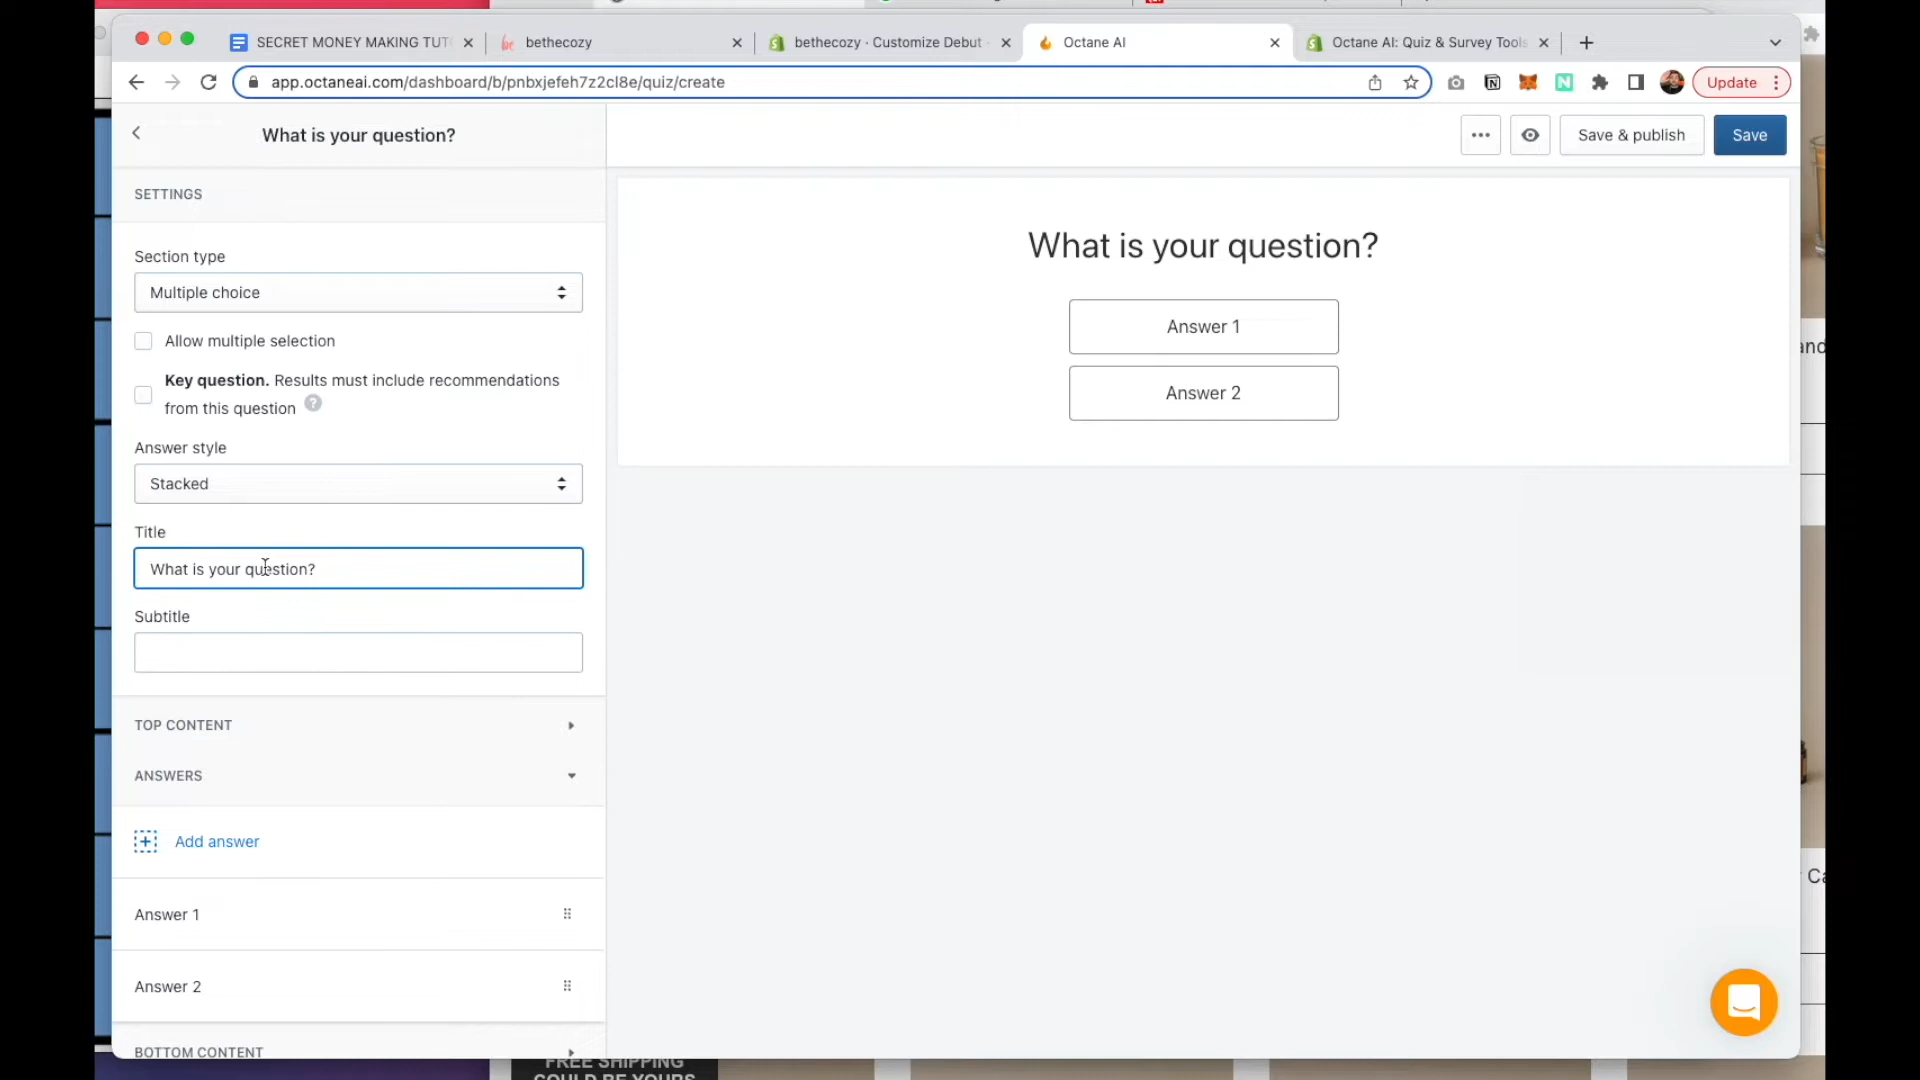 SECRET MONEY MAKING TUT
bethecozy
bethecozy · Customize Debut ·
Octane AI
Octane AI: Quiz & Survey Tools
app.octaneai.com/dashboard/b/pnbxjefeh7z2cl8e/quiz/create
Update
What is your question?
Save & publish
Save
SETTINGS
Section type
Multiple choice
Allow multiple selection
Key question. Results must include recommendations
from this question
?
Answer style
Stacked
Title
What is your question?
Subtitle
TOP CONTENT
ANSWERS
Add answer
Answer 1
Answer 2
BOTTOM CONTENT
What is your question?
Answer 1
Answer 2
and
Ca
FREE SHIPPING
COULD BE YOURS